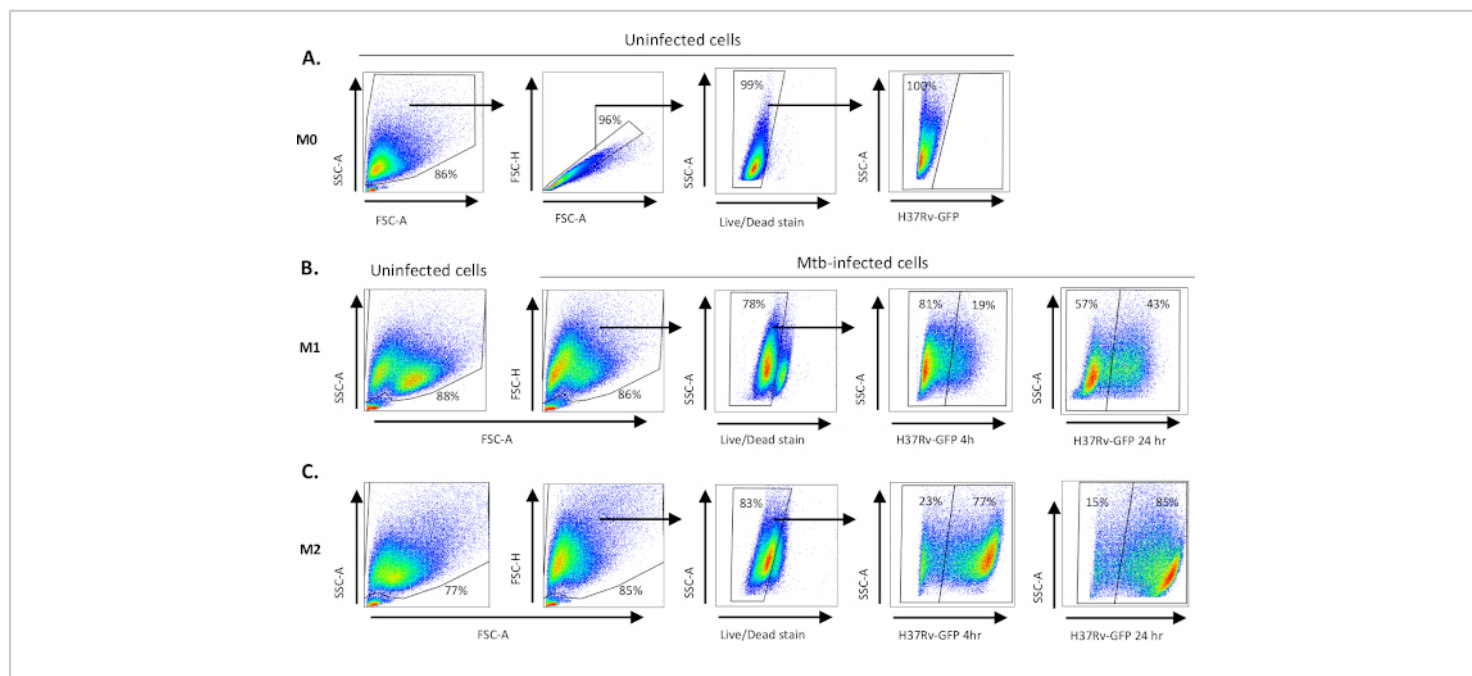 Uninfected cells
A.
M0
SSC-A
86%
FSC-A
FSC-H
96%
FSC-A
SSC-A
99%
Live/Dead stain
SSC-A
100%
H37Rv-GFP
B.
Uninfected cells
Mtb-infected cells
M1
SSC-A
88%
FSC-H
86%
FSC-A
SSC-A
78%
Live/Dead stain
SSC-A
81% 19%
H37Rv-GFP 4h
SSC-A
57% 43%
H37Rv-GFP 24 hr
C.
M2
SSC-A
77%
FSC-H
85%
FSC-A
SSC-A
83%
Live/Dead stain
SSC-A
23% 77%
H37Rv-GFP 4hr
SSC-A
15% 85%
H37Rv-GFP 24 hr